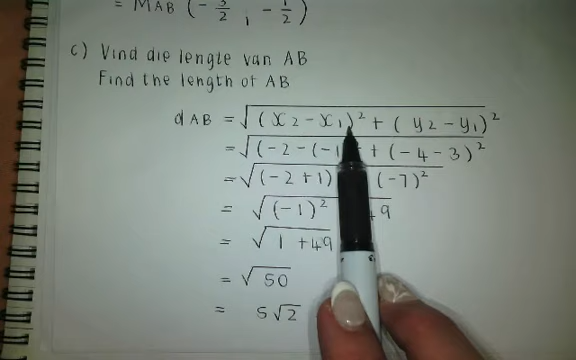 = MAB (- 3/2 , - 1/2)
c) Vind die lengte van AB
Find the length of AB
dAB = √(x2 - x1)² + (y2 - y1)²
= √(-2 - (-1 + (-4 - 3)²
= √(-2 + 1) (-7)²
= √(-1)² 49
= √1 + 49
= √50
= 5√2